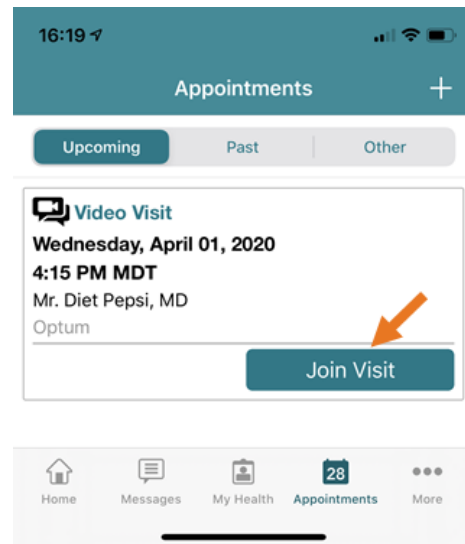 16:19
Appointments
Upcoming Past Other
Video Visit
Wednesday, April 01, 2020
4:15 PM MDT
Mr. Diet Pepsi, MD
Optum
Join Visit
28
Home Messages My Health Appointments More